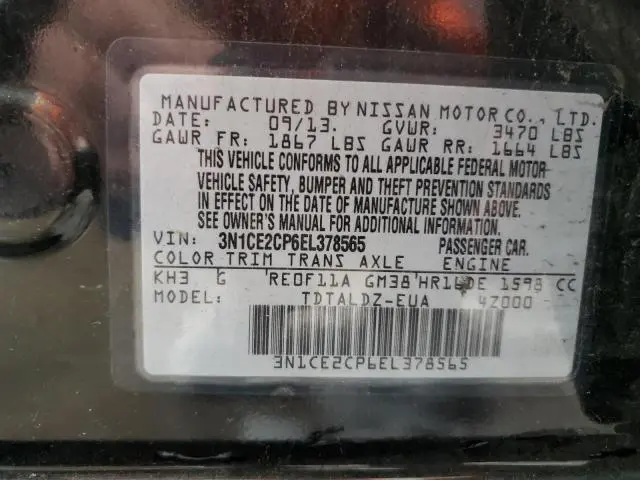 MANUFACTURED BY NISSAN MOTOR CO., LTD.
DATE: 09/13. GVWR: 3470 LBS
GAWR FR: 1867 LBS GAWR RR: 1664 LBS
THIS VEHICLE CONFORMS TO ALL APPLICABLE FEDERAL MOTOR
VEHICLE SAFETY, BUMPER AND THEFT PREVENTION STANDARDS
IN EFFECT ON THE DATE OF MANUFACTURE SHOWN ABOVE.
SEE OWNER'S MANUAL FOR ADDITIONAL INFORMATION.
VIN: 3N1CE2CP6EL378565 PASSENGER CAR.
COLOR TRIM TRANS AXLE ENGINE
KH3 G RE0F11A GM38 HR16DE 1598 CC
MODEL: TDTALDZ-EUA 4Z000
3N1CE2CP6EL378565